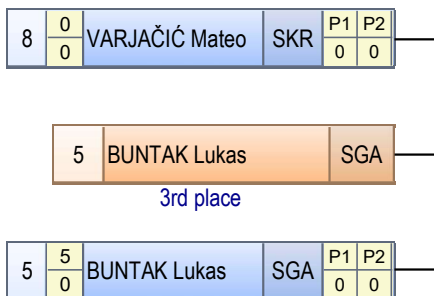 8 0 0 VARJAČIĆ Mateo SKR P1 P2 0 0
5 BUNTAK Lukas SGA
3rd place
5 5 0 BUNTAK Lukas SGA P1 P2 0 0